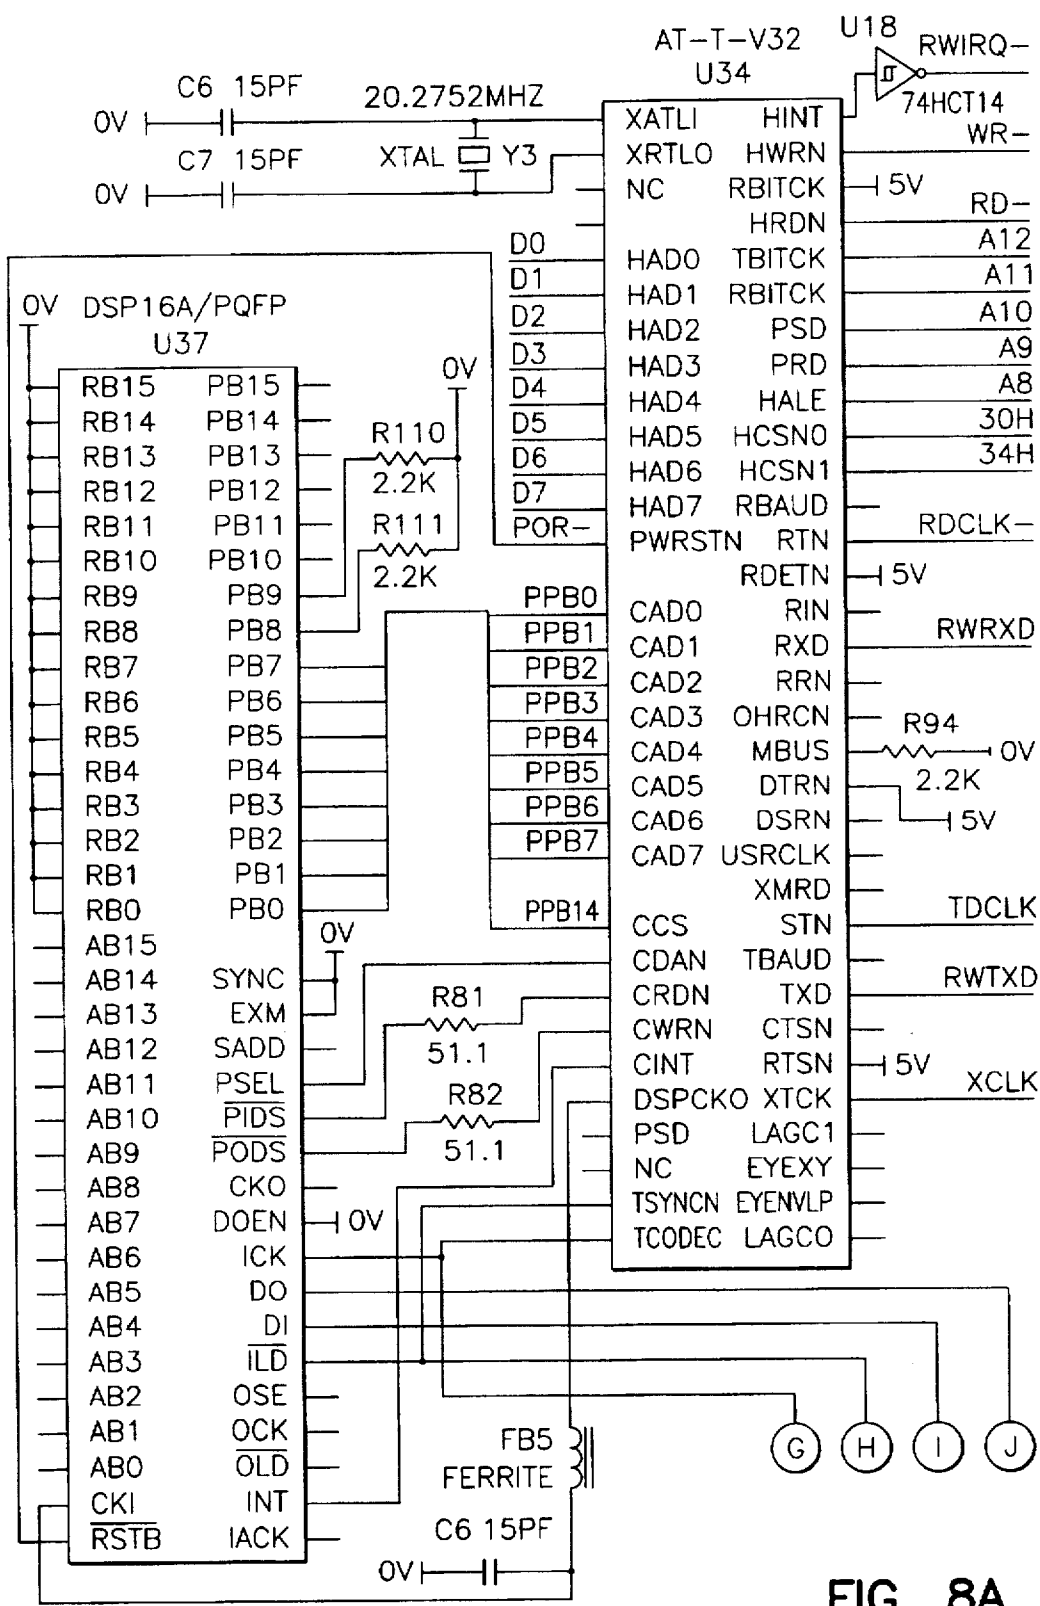 AT-T-V32 U18 RWIRQ-
U34
C6 15PF 20.2752MHZ 74HCT14
0V XATLI HINT WR-
C7 15PF XTAL Y3 XRTLO HWRN
0V NC RBITCK 5V
HRDN RD-
D0 HAD0 TBITCK A12
D1 HAD1 RBITCK A11
D2 HAD2 PSD A10
D3 HAD3 PRD A9
D4 HAD4 HALE A8
D5 HAD5 HCSN0 30H
D6 HAD6 HCSN1 34H
D7 HAD7 RBAUD
POR- PWRSTN RTN RDCLK-
RDETN 5V
PPB0 CAD0 RIN
PPB1 CAD1 RXD RWRXD
PPB2 CAD2 RRN
PPB3 CAD3 OHRCN R94
PPB4 CAD4 MBUS 0V
PPB5 CAD5 DTRN 2.2K
PPB6 CAD6 DSRN 5V
PPB7 CAD7 USRCLK
XMRD
PPB14 CCS STN TDCLK
CDAN TBAUD
CRDN TXD RWTXD
CWRN CTSN
CINT RTSN 5V
DSPCKO XTCK XCLK
PSD LAGC1
NC EYEXY
TSYNCN EYENVLP
TCODEC LAGCO
0V DSP16A/PQFP
U37
RB15 PB15 0V
RB14 PB14
RB13 PB13 R110
RB12 PB12 2.2K
RB11 PB11 R111
RB10 PB10
RB9 PB9 2.2K
RB8 PB8
RB7 PB7
RB6 PB6
RB5 PB5
RB4 PB4
RB3 PB3
RB2 PB2
RB1 PB1
RB0 PB0
AB15 0V
AB14 SYNC
AB13 EXM R81
AB12 SADD 51.1
AB11 PSEL R82
AB10 PIDS
AB9 PODS 51.1
AB8 CKO
AB7 DOEN 0V
AB6 ICK
AB5 DO
AB4 DI
AB3 ILD
AB2 OSE
AB1 OCK FB5
AB0 OLD FERRITE
CKI INT
RSTB IACK C6 15PF
0V
G H I J
FIG. 8A